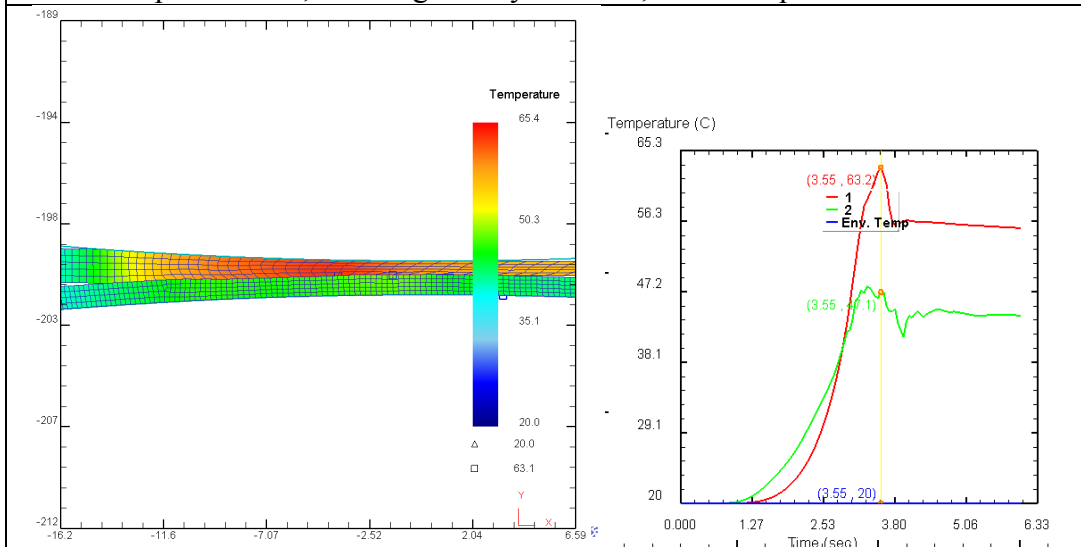 -189
Temperature
-194
65.4
-198
50.3
-203
35.1
-207
20.0
20.0
63.1
Y
X
-212
-16.2 -11.6 -7.07 -2.52 2.04 6.59
Temperature (C)
65.3
(3.55 , 63.2)
1
2
Env. Temp
56.3
47.2
38.1
29.1
(3.55 , 20)
20
0.000 1.27 2.53 3.80 5.06 6.33
Time (sec)